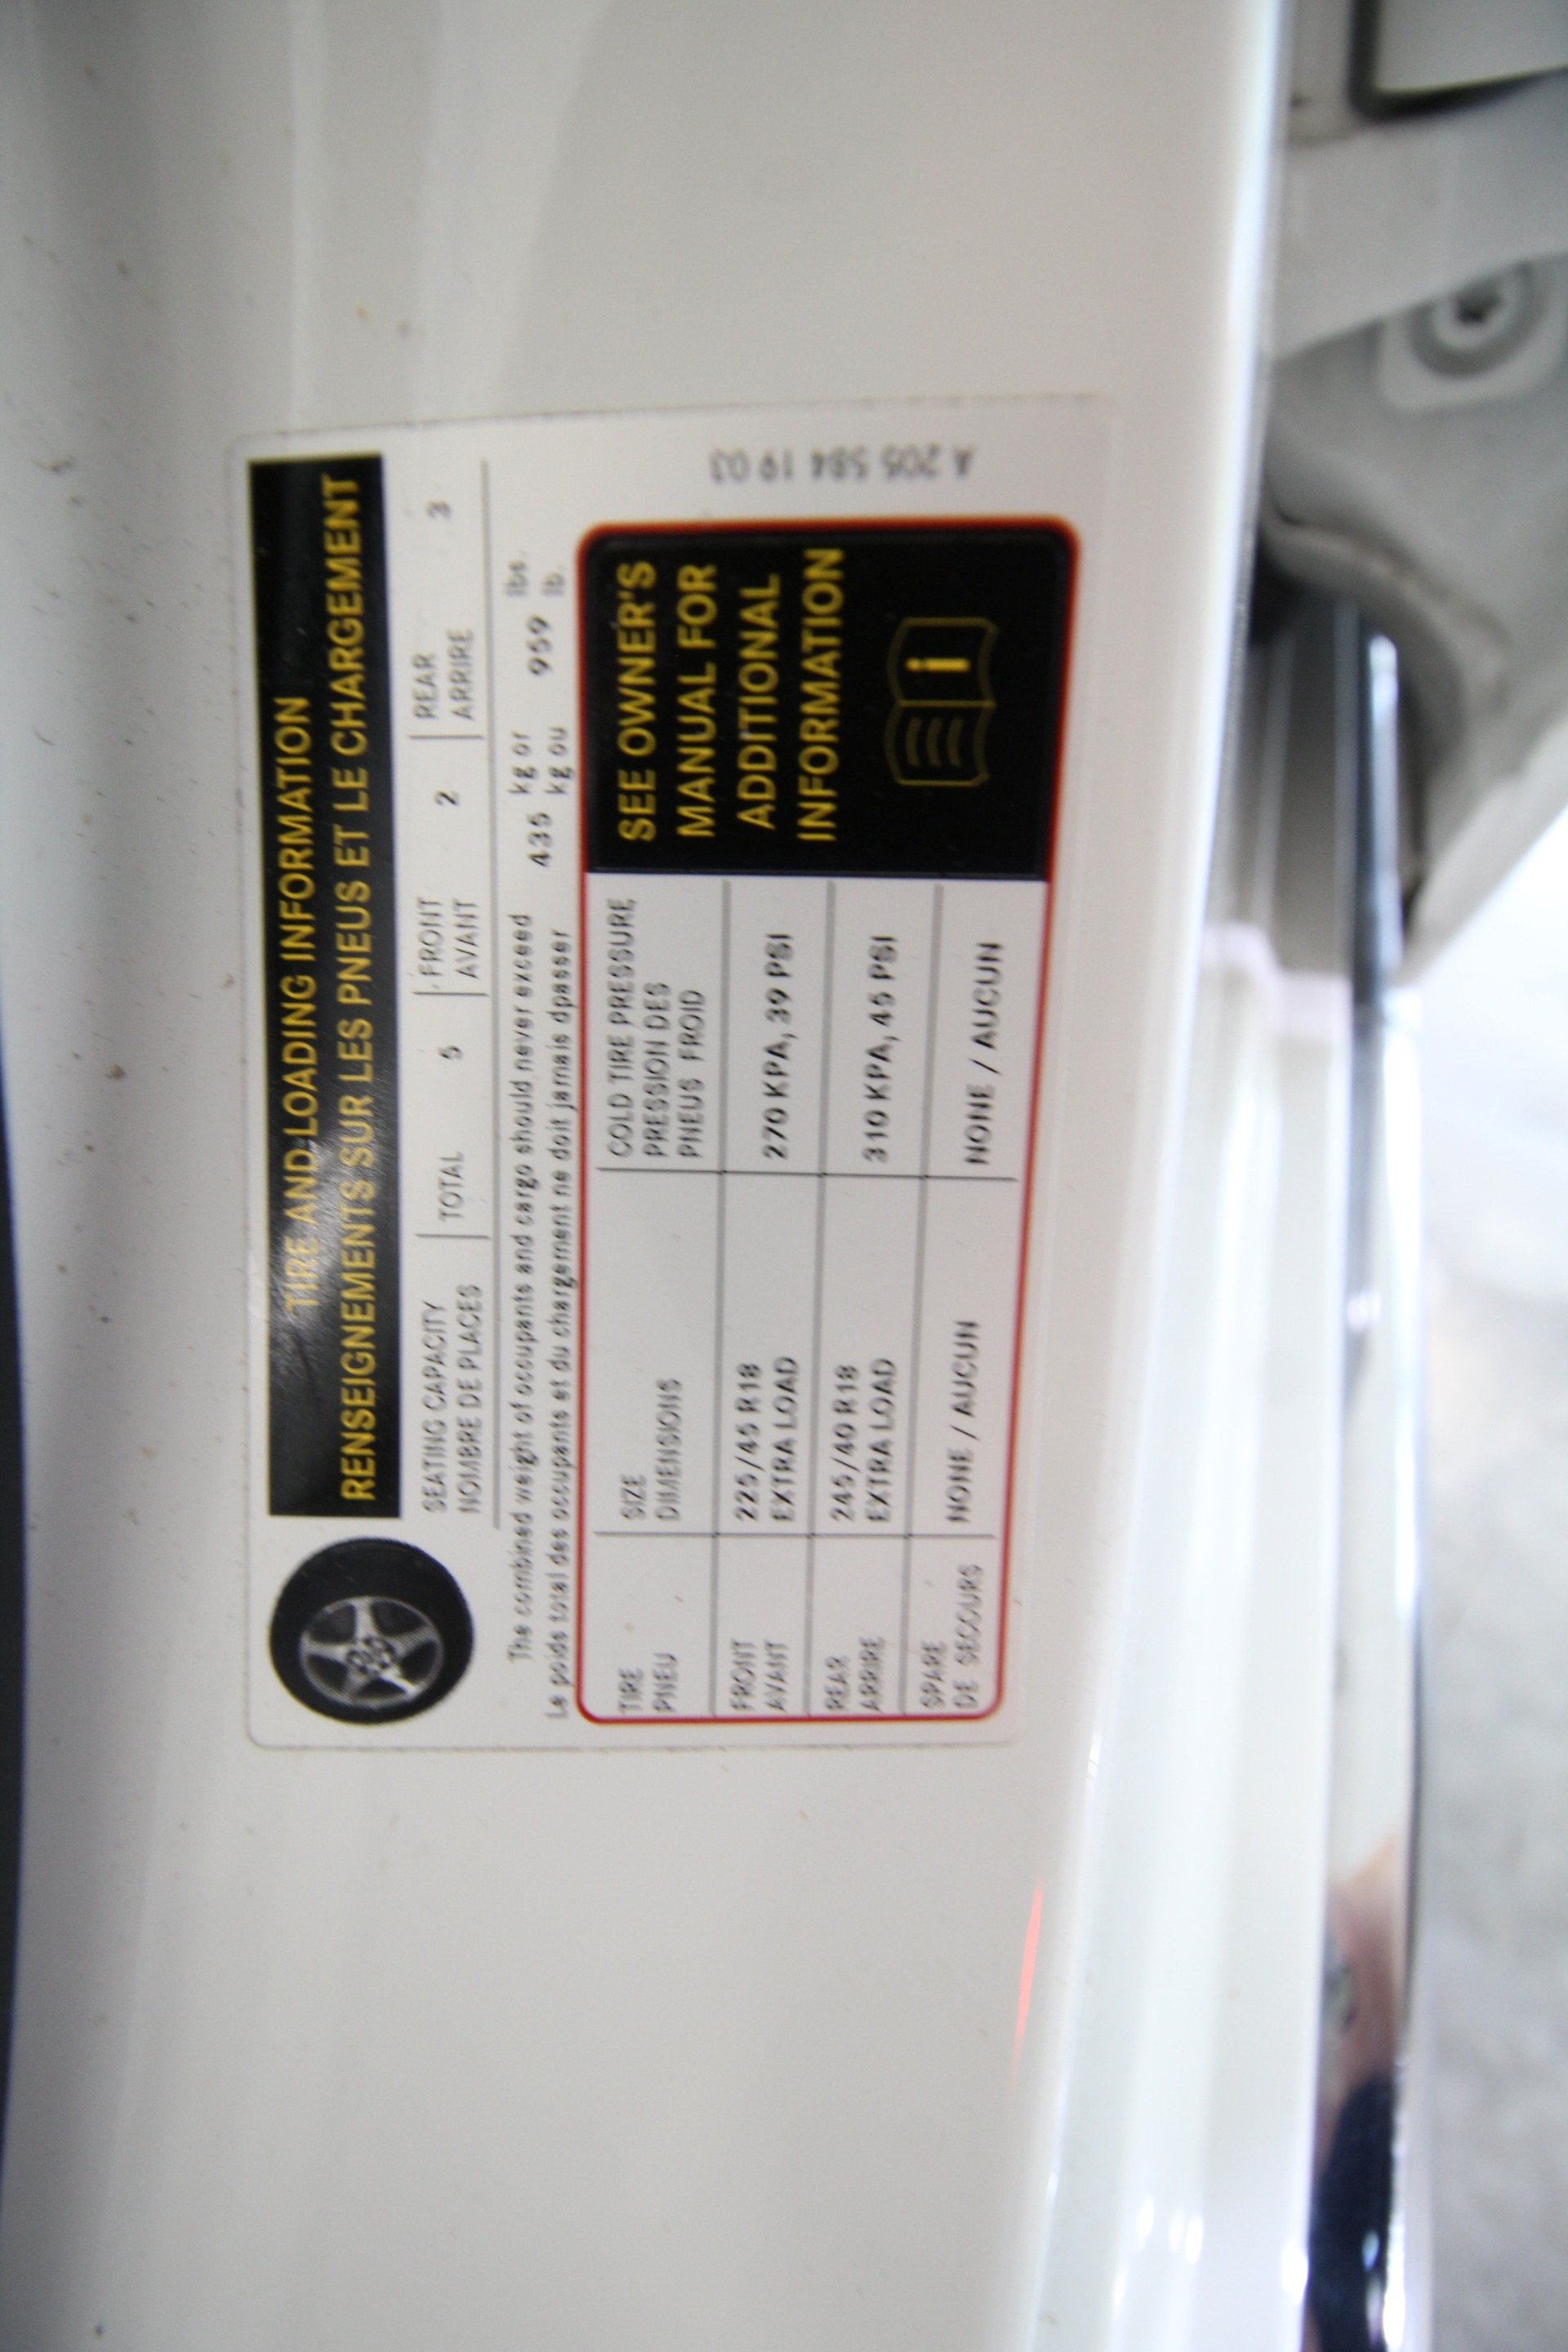 TIRE AND LOADING INFORMATION
RENSEIGNEMENTS SUR LES PNEUS ET LE CHARGEMENT
SEATING CAPACITY TOTAL 5 FRONT 2 REAR 3
NOMBRE DE PLACES AVANT ARRIRE
The combined weight of occupants and cargo should never exceed 435 kg or 959 lbs.
Le poids total des occupants et du chargement ne doit jamais dpasser kg ou lb.
TIRE SIZE COLD TIRE PRESSURE
PNEU DIMENSIONS PRESSION DES
PNEUS FROID
FRONT 225/45 R18 270 KPA, 39 PSI
AVANT EXTRA LOAD
REAR 245/40 R18 310 KPA, 45 PSI
ARRIRE EXTRA LOAD
SPARE NONE / AUCUN NONE / AUCUN
DE SECOURS
SEE OWNER'S
MANUAL FOR
ADDITIONAL
INFORMATION
i
A 205 584 19 03